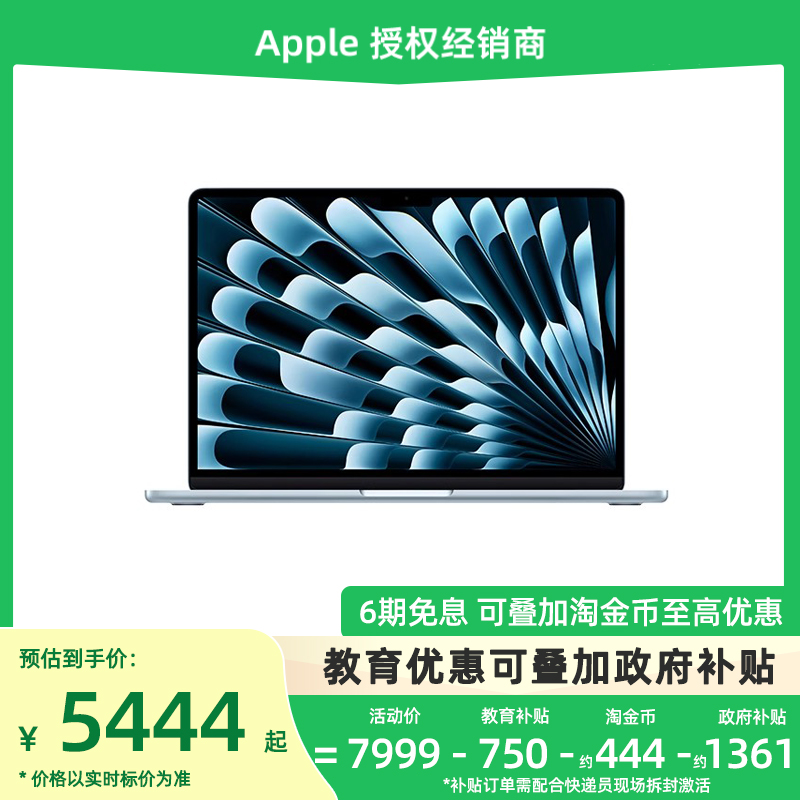 Apple 授权经销商
6期免息 可叠加淘金币至高优惠
预估到手价：
教育优惠可叠加政府补贴
¥ 5444 起
活动价 教育补贴 淘金币 政府补贴
=7999-750-约444-约1361
*价格以实时标价为准
*补贴订单需配合快递员现场拆封激活